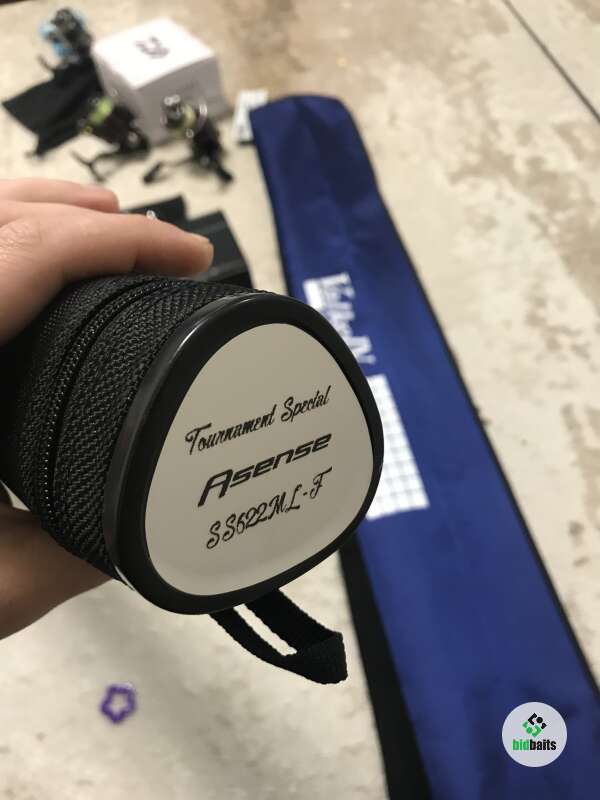 Tournament Special
Asense
SS622ML-F
bidbaits